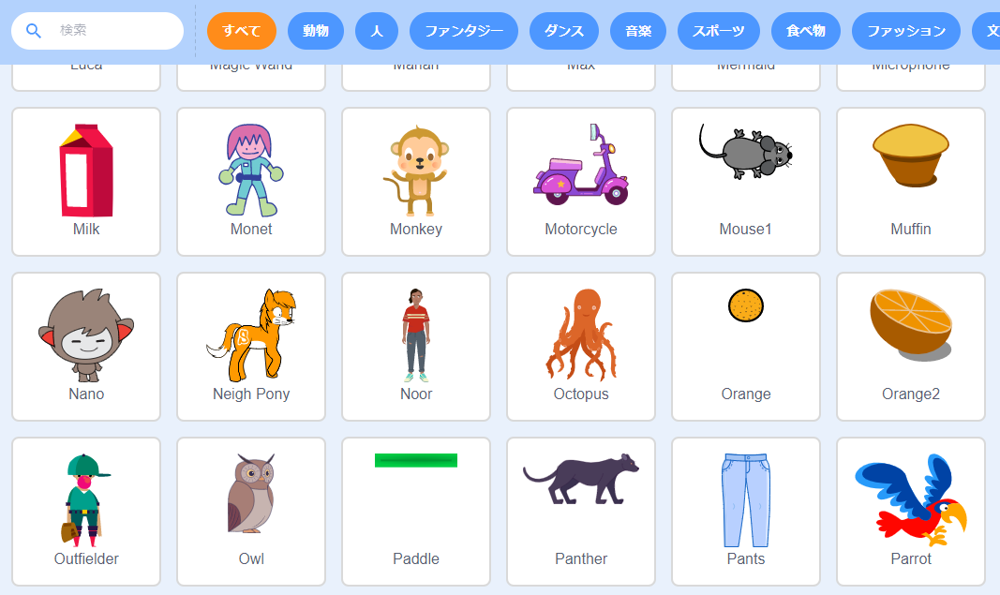 検索
すべて
動物
人
ファンタジー
ダンス
音楽
スポーツ
食べ物
ファッション
文
Luca
Magic Wand
Manah
Max
Mermaid
Microphone
Milk
Monet
Monkey
Motorcycle
Mouse1
Muffin
Nano
Neigh Pony
Noor
Octopus
Orange
Orange2
Outfielder
Owl
Paddle
Panther
Pants
Parrot